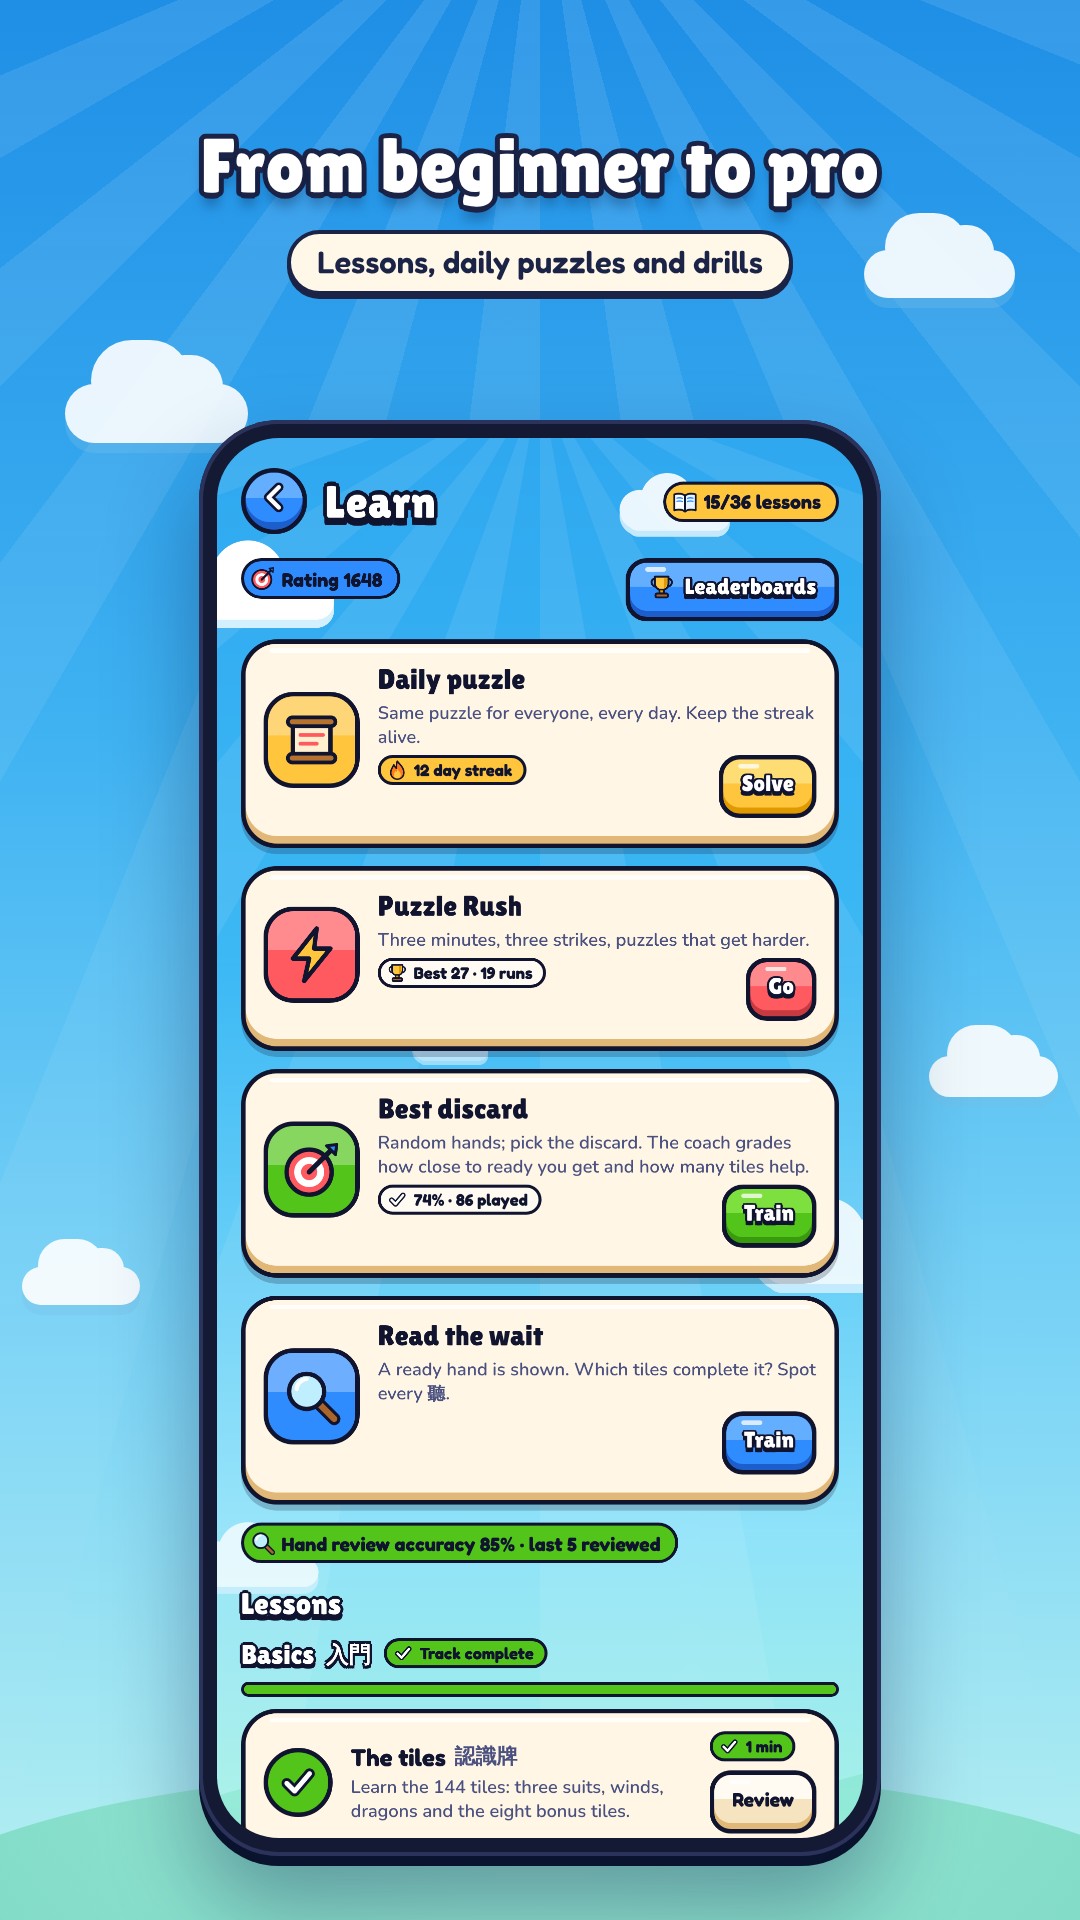 From beginner to pro
Lessons, daily puzzles and drills
Learn
15/36 lessons
Rating 1648
Leaderboards
Daily puzzle
Same puzzle for everyone, every day. Keep the streak
alive.
12 day streak
Solve
Puzzle Rush
Three minutes, three strikes, puzzles that get harder.
Best 27 · 19 runs
Go
Best discard
Random hands; pick the discard. The coach grades
how close to ready you get and how many tiles help.
74% · 86 played
Train
Read the wait
A ready hand is shown. Which tiles complete it? Spot
every 聽.
Train
Hand review accuracy 85% · last 5 reviewed
Lessons
Basics 入門
Track complete
The tiles 認識牌
1 min
Learn the 144 tiles: three suits, winds,
dragons and the eight bonus tiles.
Review